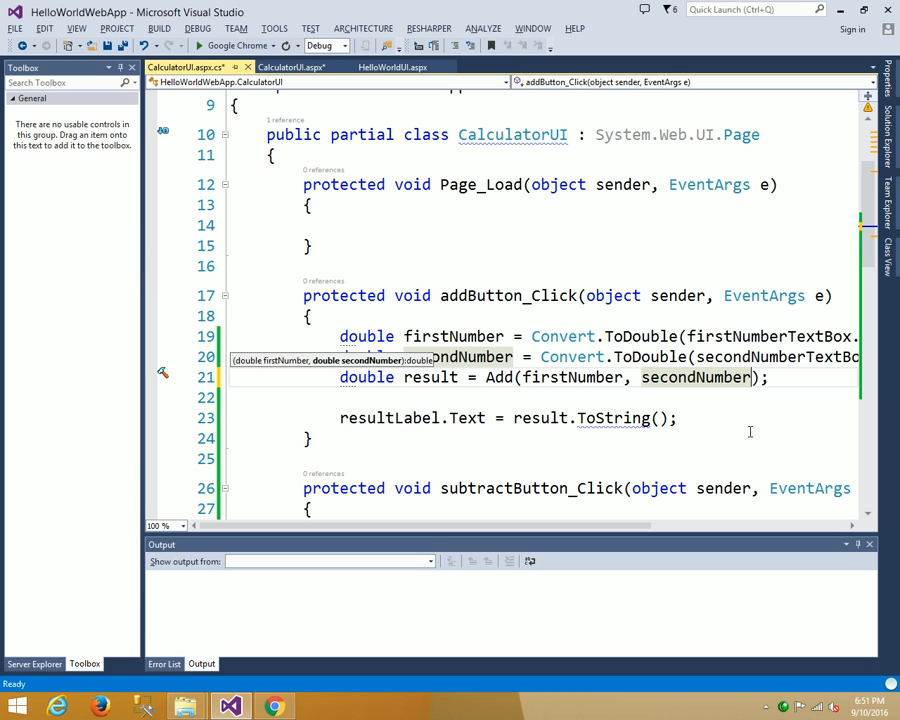 HelloWorldWebApp - Microsoft Visual Studio
6
Quick Launch (Ctrl+Q)
FILE EDIT VIEW PROJECT BUILD DEBUG TEAM TOOLS TEST ARCHITECTURE RESHARPER ANALYZE WINDOW HELP
Sign in
Google Chrome
Debug
Toolbox
Search Toolbox
General
There are no usable controls in
this group. Drag an item onto
this text to add it to the toolbox.
CalculatorUI.aspx.cs* CalculatorUI.aspx* HelloWorldUI.aspx
HelloWorldWebApp.CalculatorUI
addButton_Click(object sender, EventArgs e)
9 {
1 reference
10 public partial class CalculatorUI : System.Web.UI.Page
11 {
0 references
12 protected void Page_Load(object sender, EventArgs e)
13 {
14
15 }
16
0 references
17 protected void addButton_Click(object sender, EventArgs e)
18 {
19 double firstNumber = Convert.ToDouble(firstNumberTextBox.
20 ondNumber = Convert.ToDouble(secondNumberTextBo
(double firstNumber, double secondNumber):double
21 double result = Add(firstNumber, secondNumber);
22
23 resultLabel.Text = result.ToString();
24 }
25
0 references
26 protected void subtractButton_Click(object sender, EventArgs
27 {
100 %
Output
Show output from:
Properties
Solution Explorer
Team Explorer
Class View
Server Explorer Toolbox
Error List Output
Ready
6:51 PM
9/10/2016